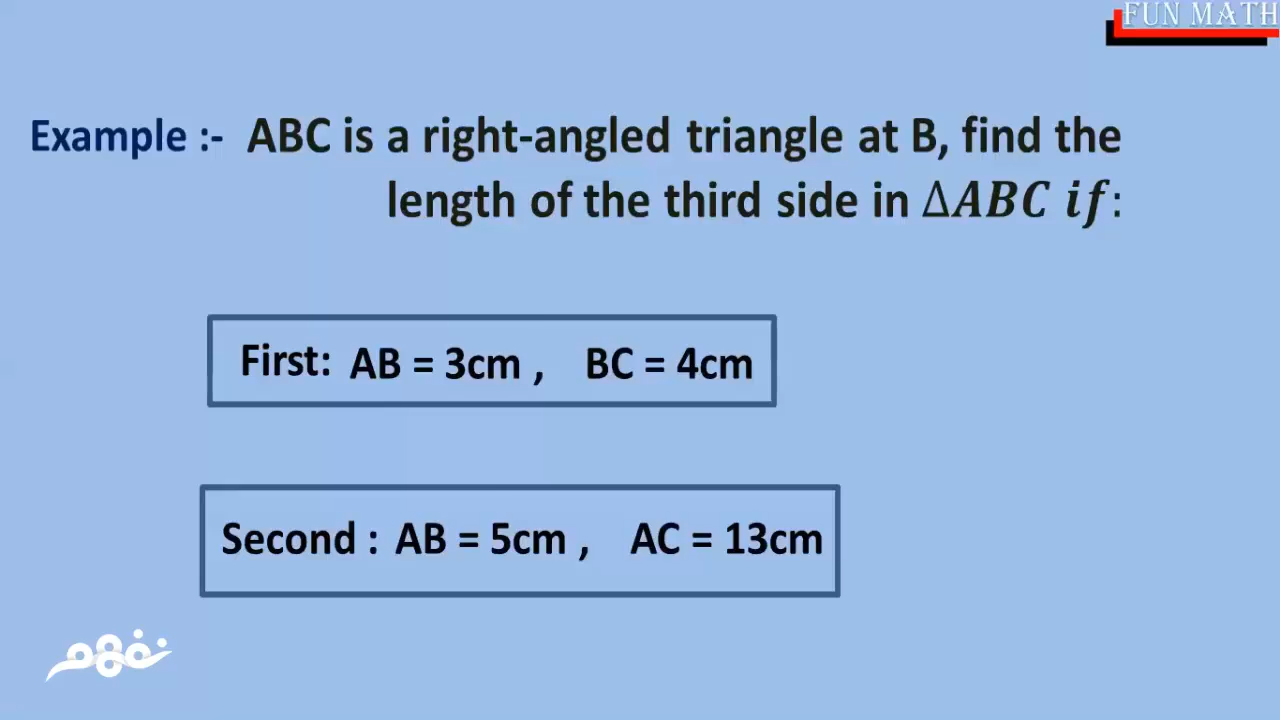 FUN MATH
Example :- ABC is a right-angled triangle at B, find the
length of the third side in ΔABC if:
First: AB = 3cm , BC = 4cm
Second : AB = 5cm , AC = 13cm
نفهم